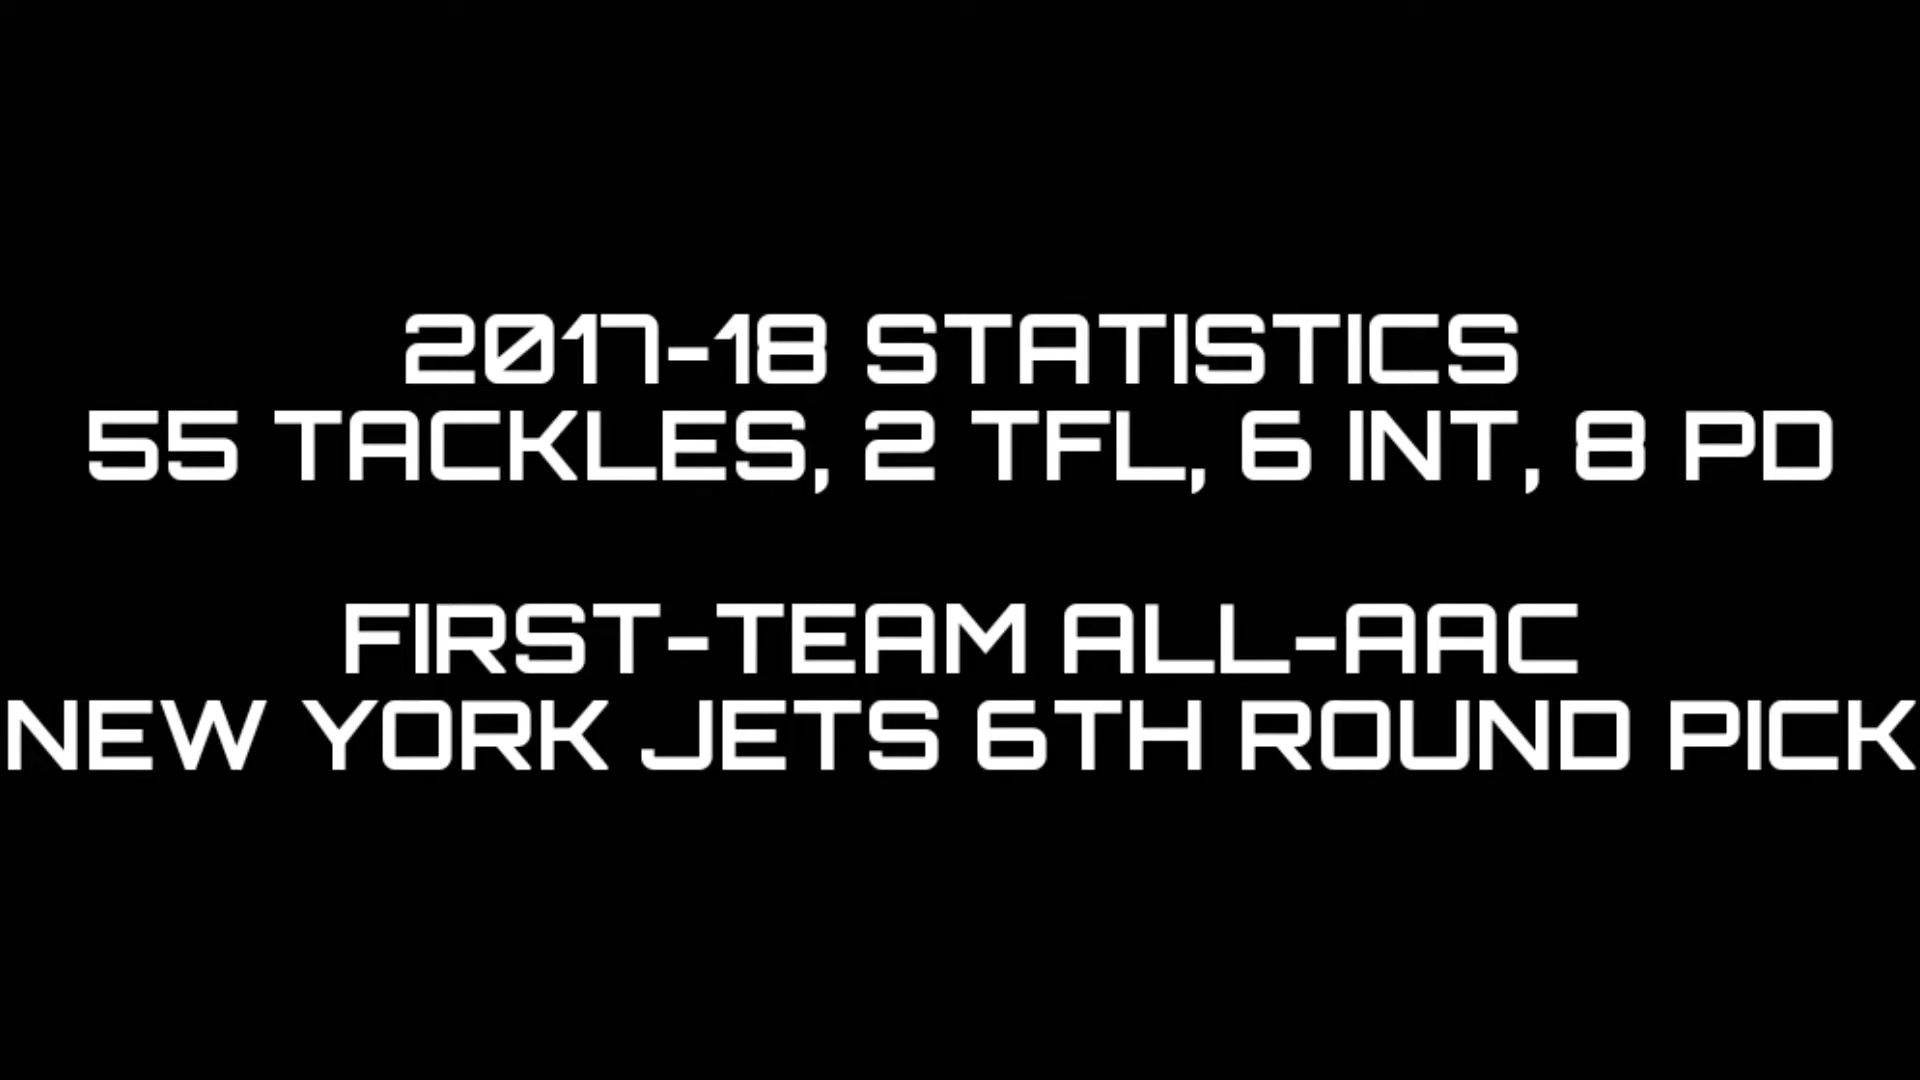 2017-18 STATISTICS
55 TACKLES, 2 TFL, 6 INT, 8 PD
FIRST-TEAM ALL-AAC
NEW YORK JETS 6TH ROUND PICK